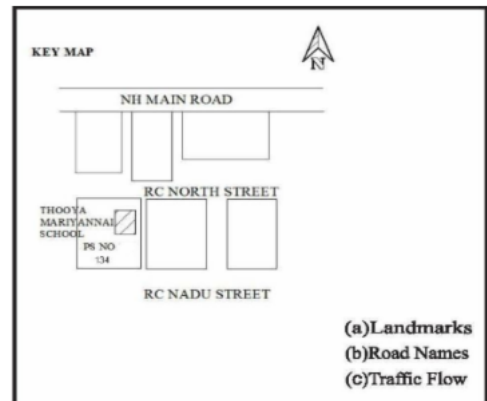 KEY MAP
N
NH MAIN ROAD
RC NORTH STREET
THOOYA
MARIYANNAI
SCHOOL
PS NO
134
RC NADU STREET
(a)Landmarks
(b)Road Names
(c)Traffic Flow